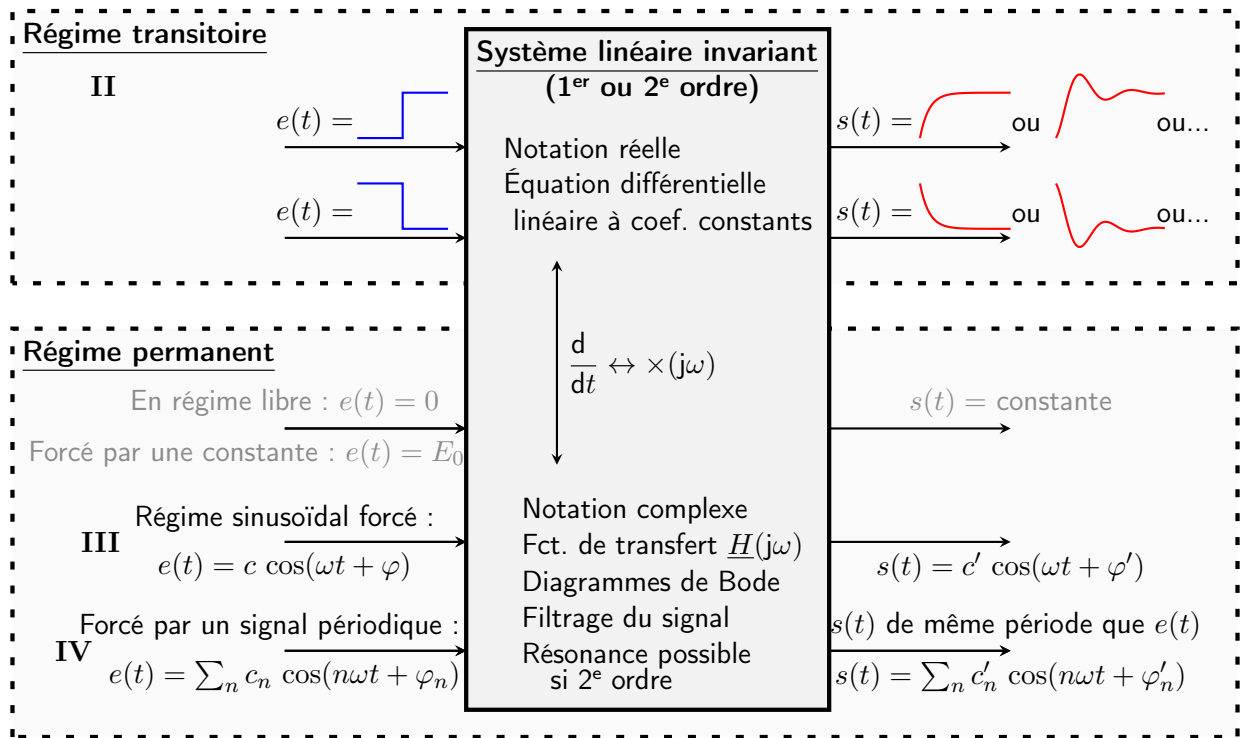 Régime transitoire
II
e(t) =
e(t) =
Système linéaire invariant
(1er ou 2e ordre)
Notation réelle
Équation différentielle
linéaire à coef. constants
s(t) = ou ou...
s(t) = ou ou...
d/dt ↔ ×(jω)
Régime permanent
En régime libre : e(t) = 0
Forcé par une constante : e(t) = E₀
s(t) = constante
III
Régime sinusoïdal forcé :
e(t) = c cos(ωt + φ)
s(t) = c′ cos(ωt + φ′)
IV
Forcé par un signal périodique :
e(t) = ∑ₙ cₙ cos(nωt + φₙ)
Notation complexe
Fct. de transfert H(jω)
Diagrammes de Bode
Filtrage du signal
Résonance possible
si 2e ordre
s(t) de même période que e(t)
s(t) = ∑ₙ c′ₙ cos(nωt + φ′ₙ)